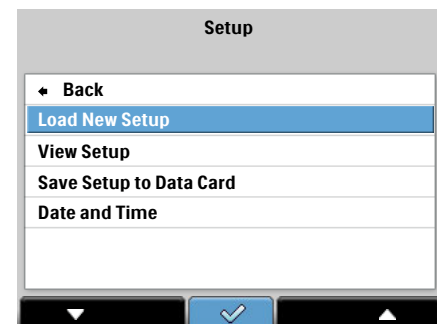 Setup
Back
Load New Setup
View Setup
Save Setup to Data Card
Date and Time